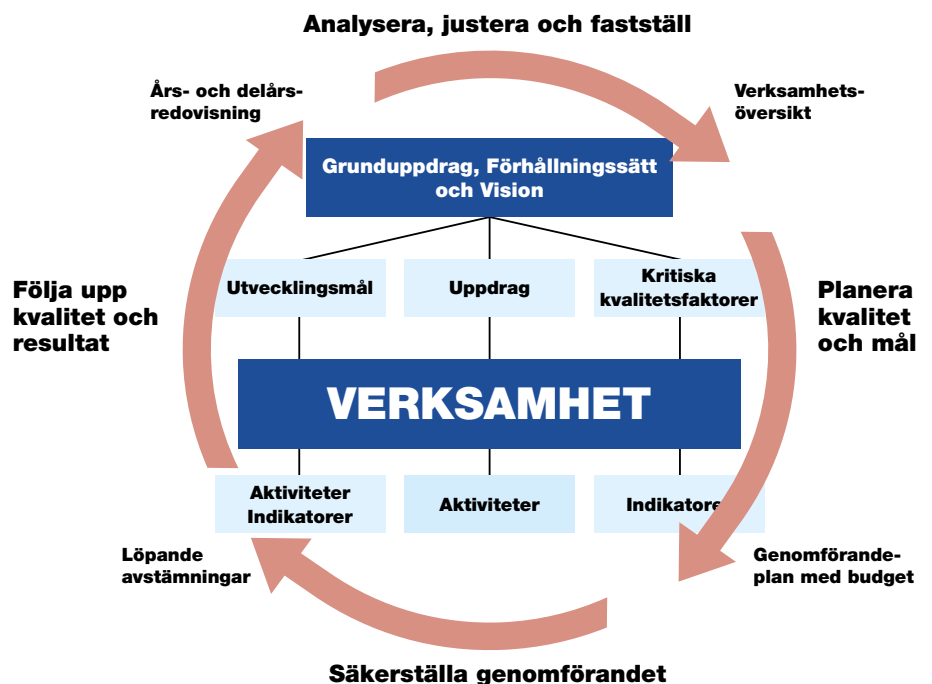 Analysera, justera och fastställ
Års- och delårs-
redovisning
Verksamhets-
översikt
Grunduppdrag, Förhållningssätt
och Vision
Utvecklingsmål
Uppdrag
Kritiska
kvalitetsfaktorer
Följa upp
kvalitet och
resultat
Planera
kvalitet
och mål
VERKSAMHET
Aktiviteter
Indikatorer
Aktiviteter
Indikatorer
Löpande
avstämningar
Genomförande-
plan med budget
Säkerställa genomförandet